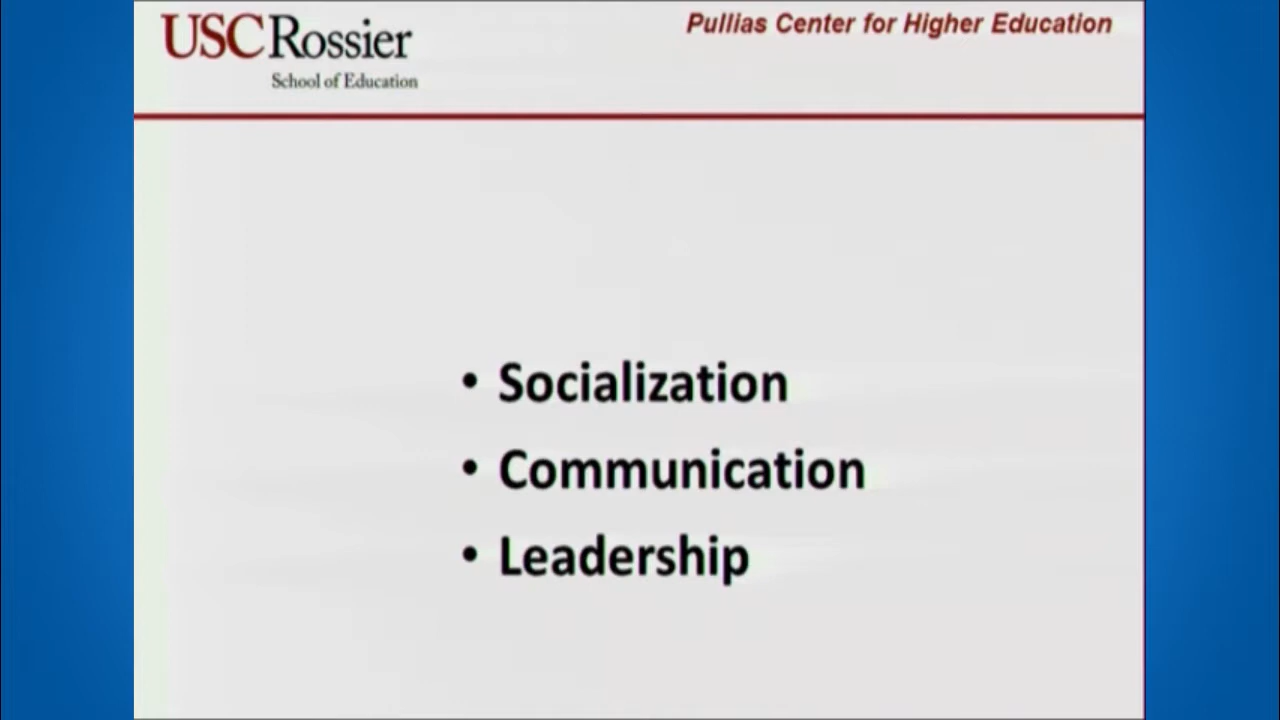 USC Rossier
School of Education
Pullias Center for Higher Education
• Socialization
• Communication
• Leadership